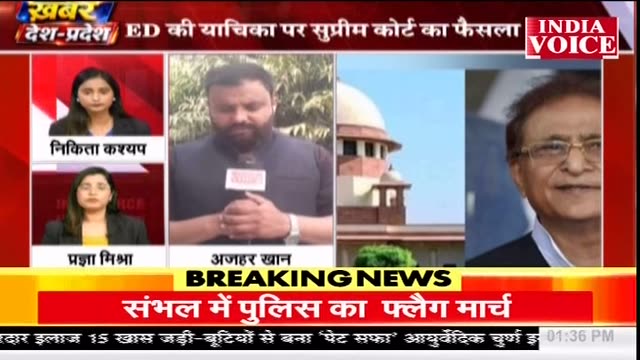 ख़बर
देश-प्रदेश
ED की याचिका पर सुप्रीम कोर्ट का फैसला
INDIA
VOICE
निकिता कश्यप
प्रज्ञा मिश्रा
अजहर खान
BREAKING NEWS
संभल में पुलिस का फ्लैग मार्च
दार इलाज 15 खास जड़ी-बूटियों से बना "पेट सफा" आयुर्वेदिक चूर्ण
01:36 PM